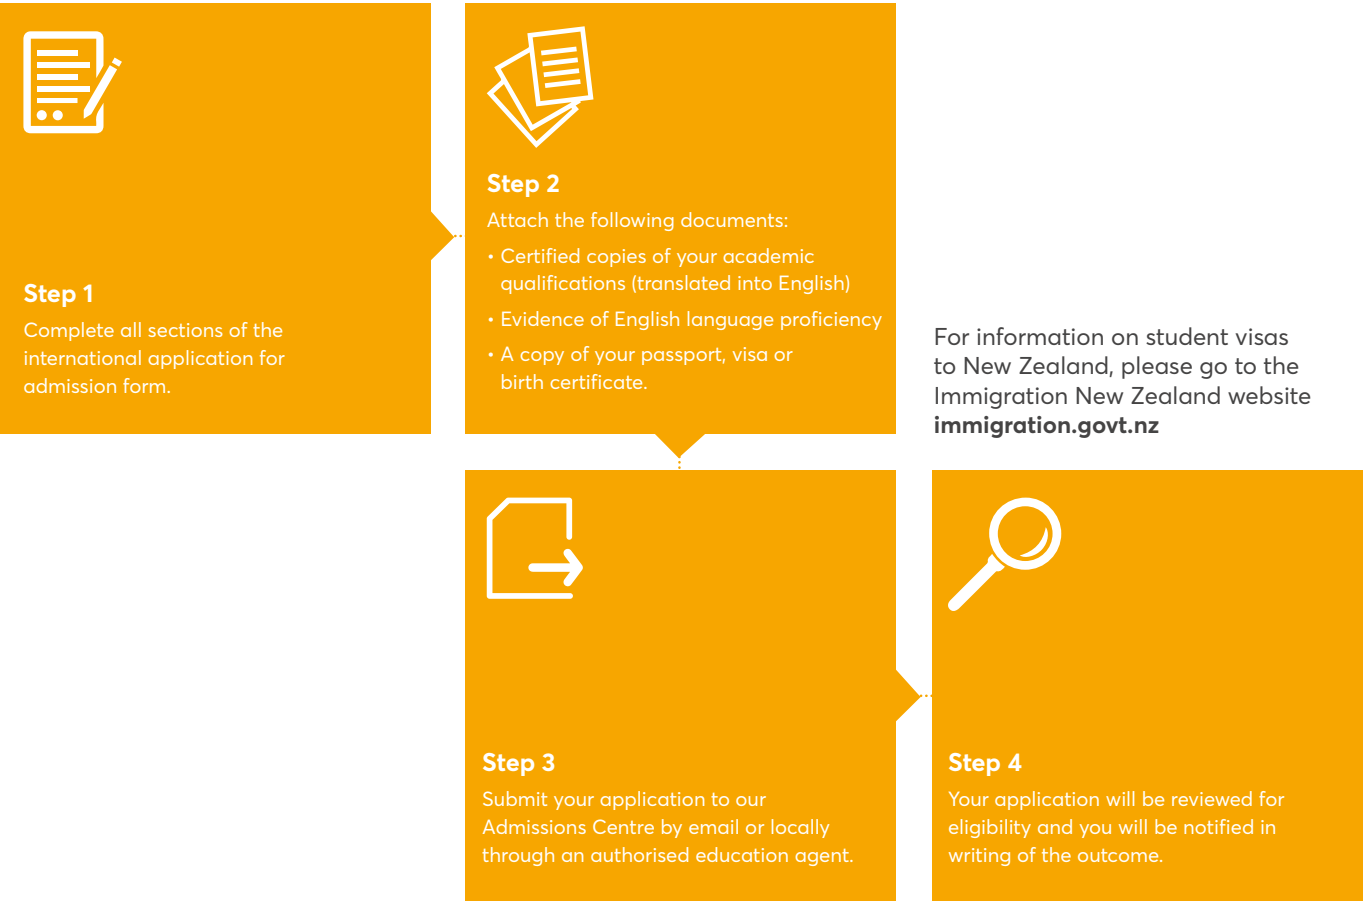 Step 1
Complete all sections of the
international application for
admission form.
Step 2
Attach the following documents:
• Certified copies of your academic
qualifications (translated into English)
• Evidence of English language proficiency
• A copy of your passport, visa or
birth certificate.
For information on student visas
to New Zealand, please go to the
Immigration New Zealand website
immigration.govt.nz
Step 3
Submit your application to our
Admissions Centre by email or locally
through an authorised education agent.
Step 4
Your application will be reviewed for
eligibility and you will be notified in
writing of the outcome.